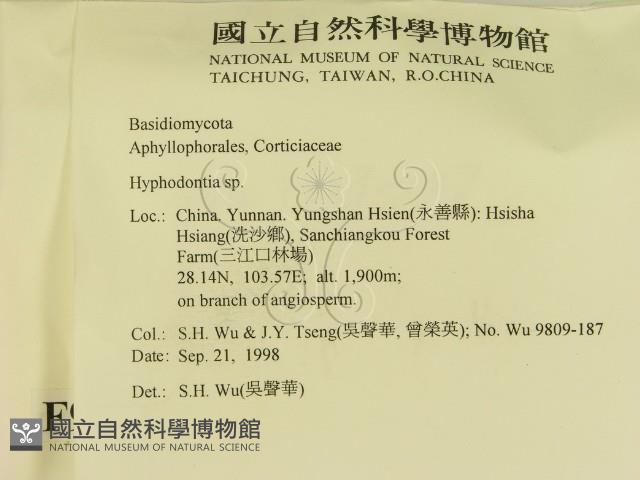 國立自然科學博物館
NATIONAL MUSEUM OF NATURAL SCIENCE
TAICHUNG, TAIWAN, R.O.CHINA
Basidiomycota
Aphyllophorales, Corticiaceae
Hyphodontia sp.
Loc.: China. Yunnan. Yungshan Hsien(永善縣): Hsisha
Hsiang(洗沙鄉), Sanchiangkou Forest
Farm(三江口林場)
28.14N, 103.57E; alt. 1,900m;
on branch of angiosperm.
Col.: S.H. Wu & J.Y. Tseng(吳聲華, 曾榮英); No. Wu 9809-187
Date: Sep. 21, 1998
Det.: S.H. Wu(吳聲華)
國立自然科學博物館
NATIONAL MUSEUM OF NATURAL SCIENCE